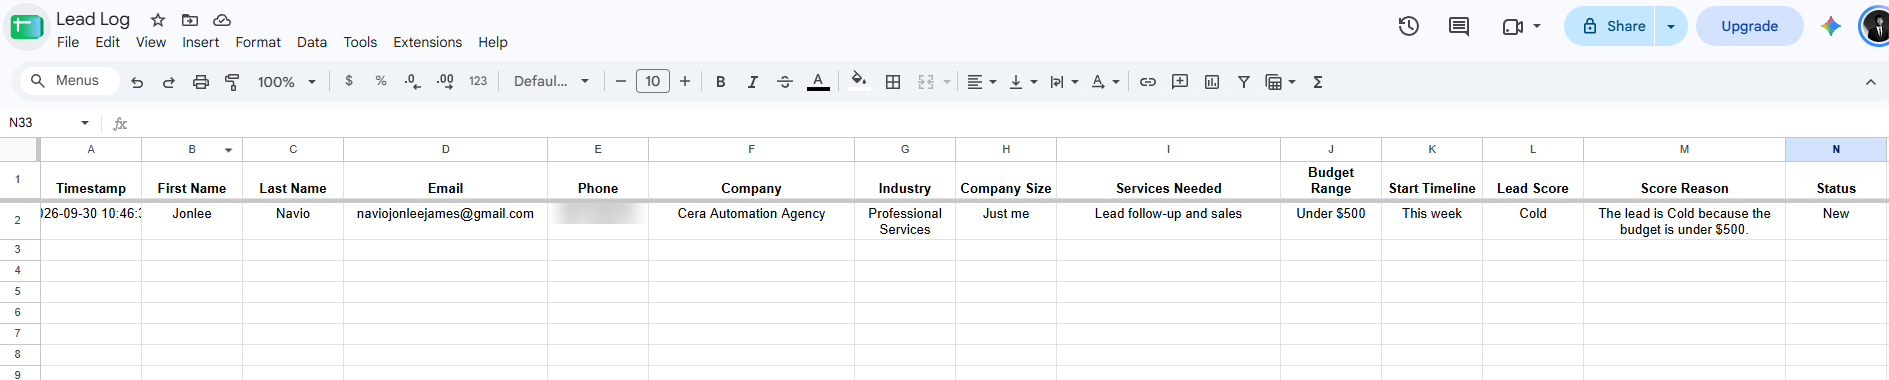 Lead Log
File Edit View Insert Format Data Tools Extensions Help
Share
Upgrade
Menus
100%
$ % .0 .00 123
Defaul...
10
B I S A
N33
fx
A B C D E F G H I J K L M N
1
Timestamp First Name Last Name Email Phone Company Industry Company Size Services Needed Budget Range Start Timeline Lead Score Score Reason Status
2
26-09-30 10:46: Jonlee Navio naviojonleejames@gmail.com Cera Automation Agency Professional Services Just me Lead follow-up and sales Under $500 This week Cold The lead is Cold because the budget is under $500. New
3
4
5
6
7
8
9